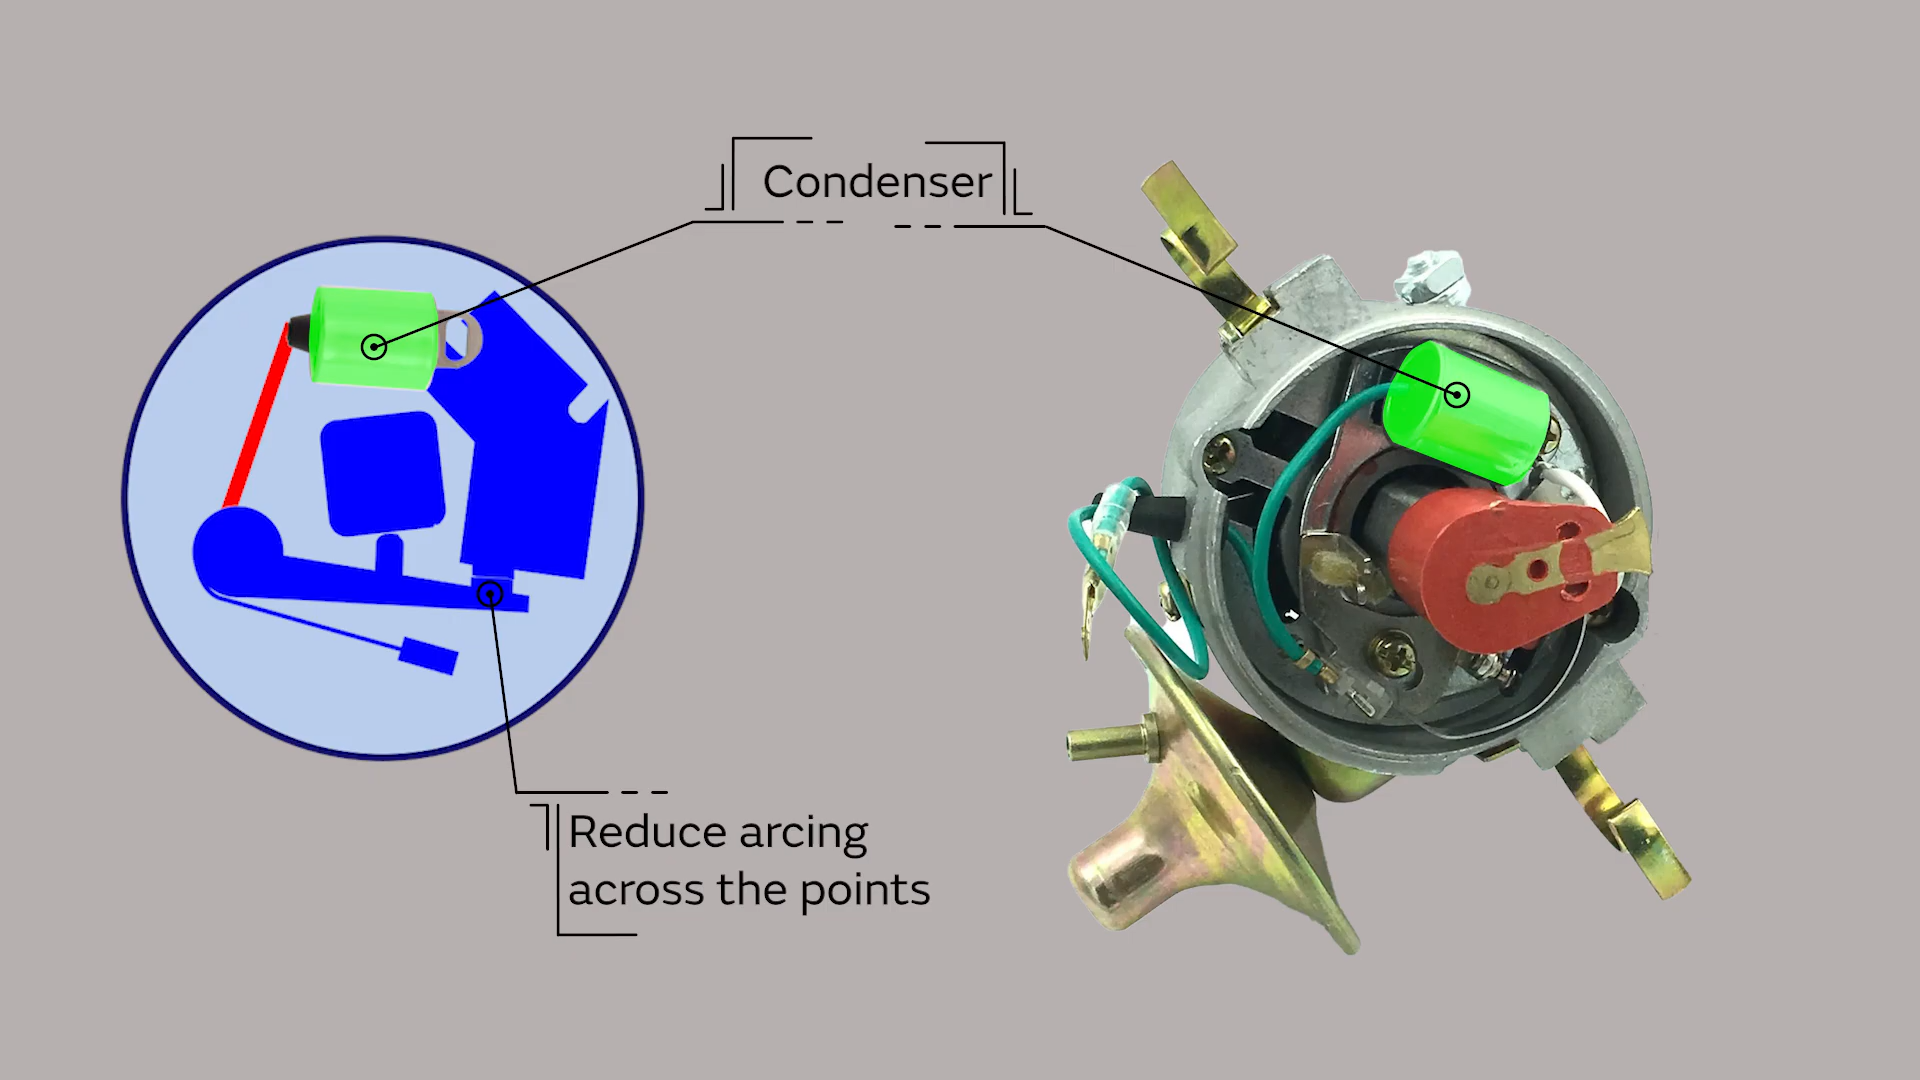 Condenser
Reduce arcing
across the points